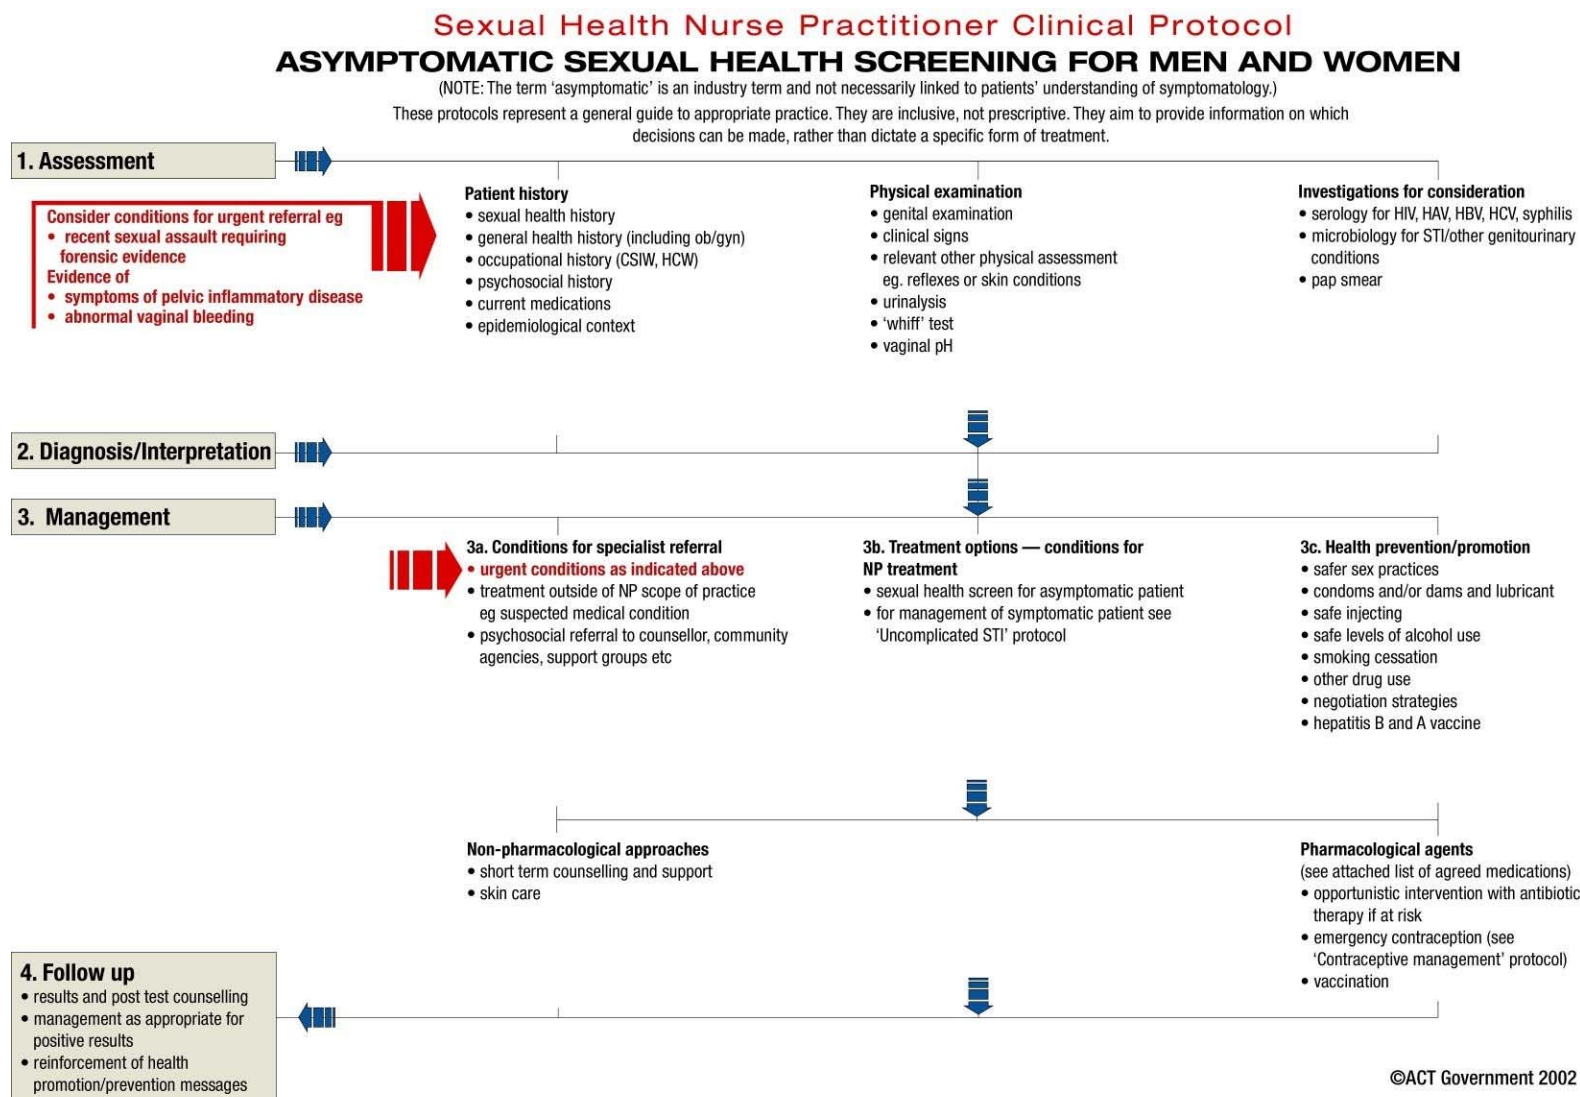 Sexual Health Nurse Practitioner Clinical Protocol
ASYMPTOMATIC SEXUAL HEALTH SCREENING FOR MEN AND WOMEN
(NOTE: The term ‘asymptomatic’ is an industry term and not necessarily linked to patients’ understanding of symptomatology.)
These protocols represent a general guide to appropriate practice. They are inclusive, not prescriptive. They aim to provide information on which
decisions can be made, rather than dictate a specific form of treatment.
1. Assessment
Consider conditions for urgent referral eg
• recent sexual assault requiring
forensic evidence
Evidence of
• symptoms of pelvic inflammatory disease
• abnormal vaginal bleeding
Patient history
• sexual health history
• general health history (including ob/gyn)
• occupational history (CSIW, HCW)
• psychosocial history
• current medications
• epidemiological context
Physical examination
• genital examination
• clinical signs
• relevant other physical assessment
eg. reflexes or skin conditions
• urinalysis
• ‘whiff’ test
• vaginal pH
Investigations for consideration
• serology for HIV, HAV, HBV, HCV, syphilis
• microbiology for STI/other genitourinary
conditions
• pap smear
2. Diagnosis/Interpretation
3. Management
3a. Conditions for specialist referral
• urgent conditions as indicated above
• treatment outside of NP scope of practice
eg suspected medical condition
• psychosocial referral to counsellor, community
agencies, support groups etc
3b. Treatment options — conditions for
NP treatment
• sexual health screen for asymptomatic patient
• for management of symptomatic patient see
‘Uncomplicated STI’ protocol
3c. Health prevention/promotion
• safer sex practices
• condoms and/or dams and lubricant
• safe injecting
• safe levels of alcohol use
• smoking cessation
• other drug use
• negotiation strategies
• hepatitis B and A vaccine
Non-pharmacological approaches
• short term counselling and support
• skin care
Pharmacological agents
(see attached list of agreed medications)
• opportunistic intervention with antibiotic
therapy if at risk
• emergency contraception (see
‘Contraceptive management’ protocol)
• vaccination
4. Follow up
• results and post test counselling
• management as appropriate for
positive results
• reinforcement of health
promotion/prevention messages
©ACT Government 2002